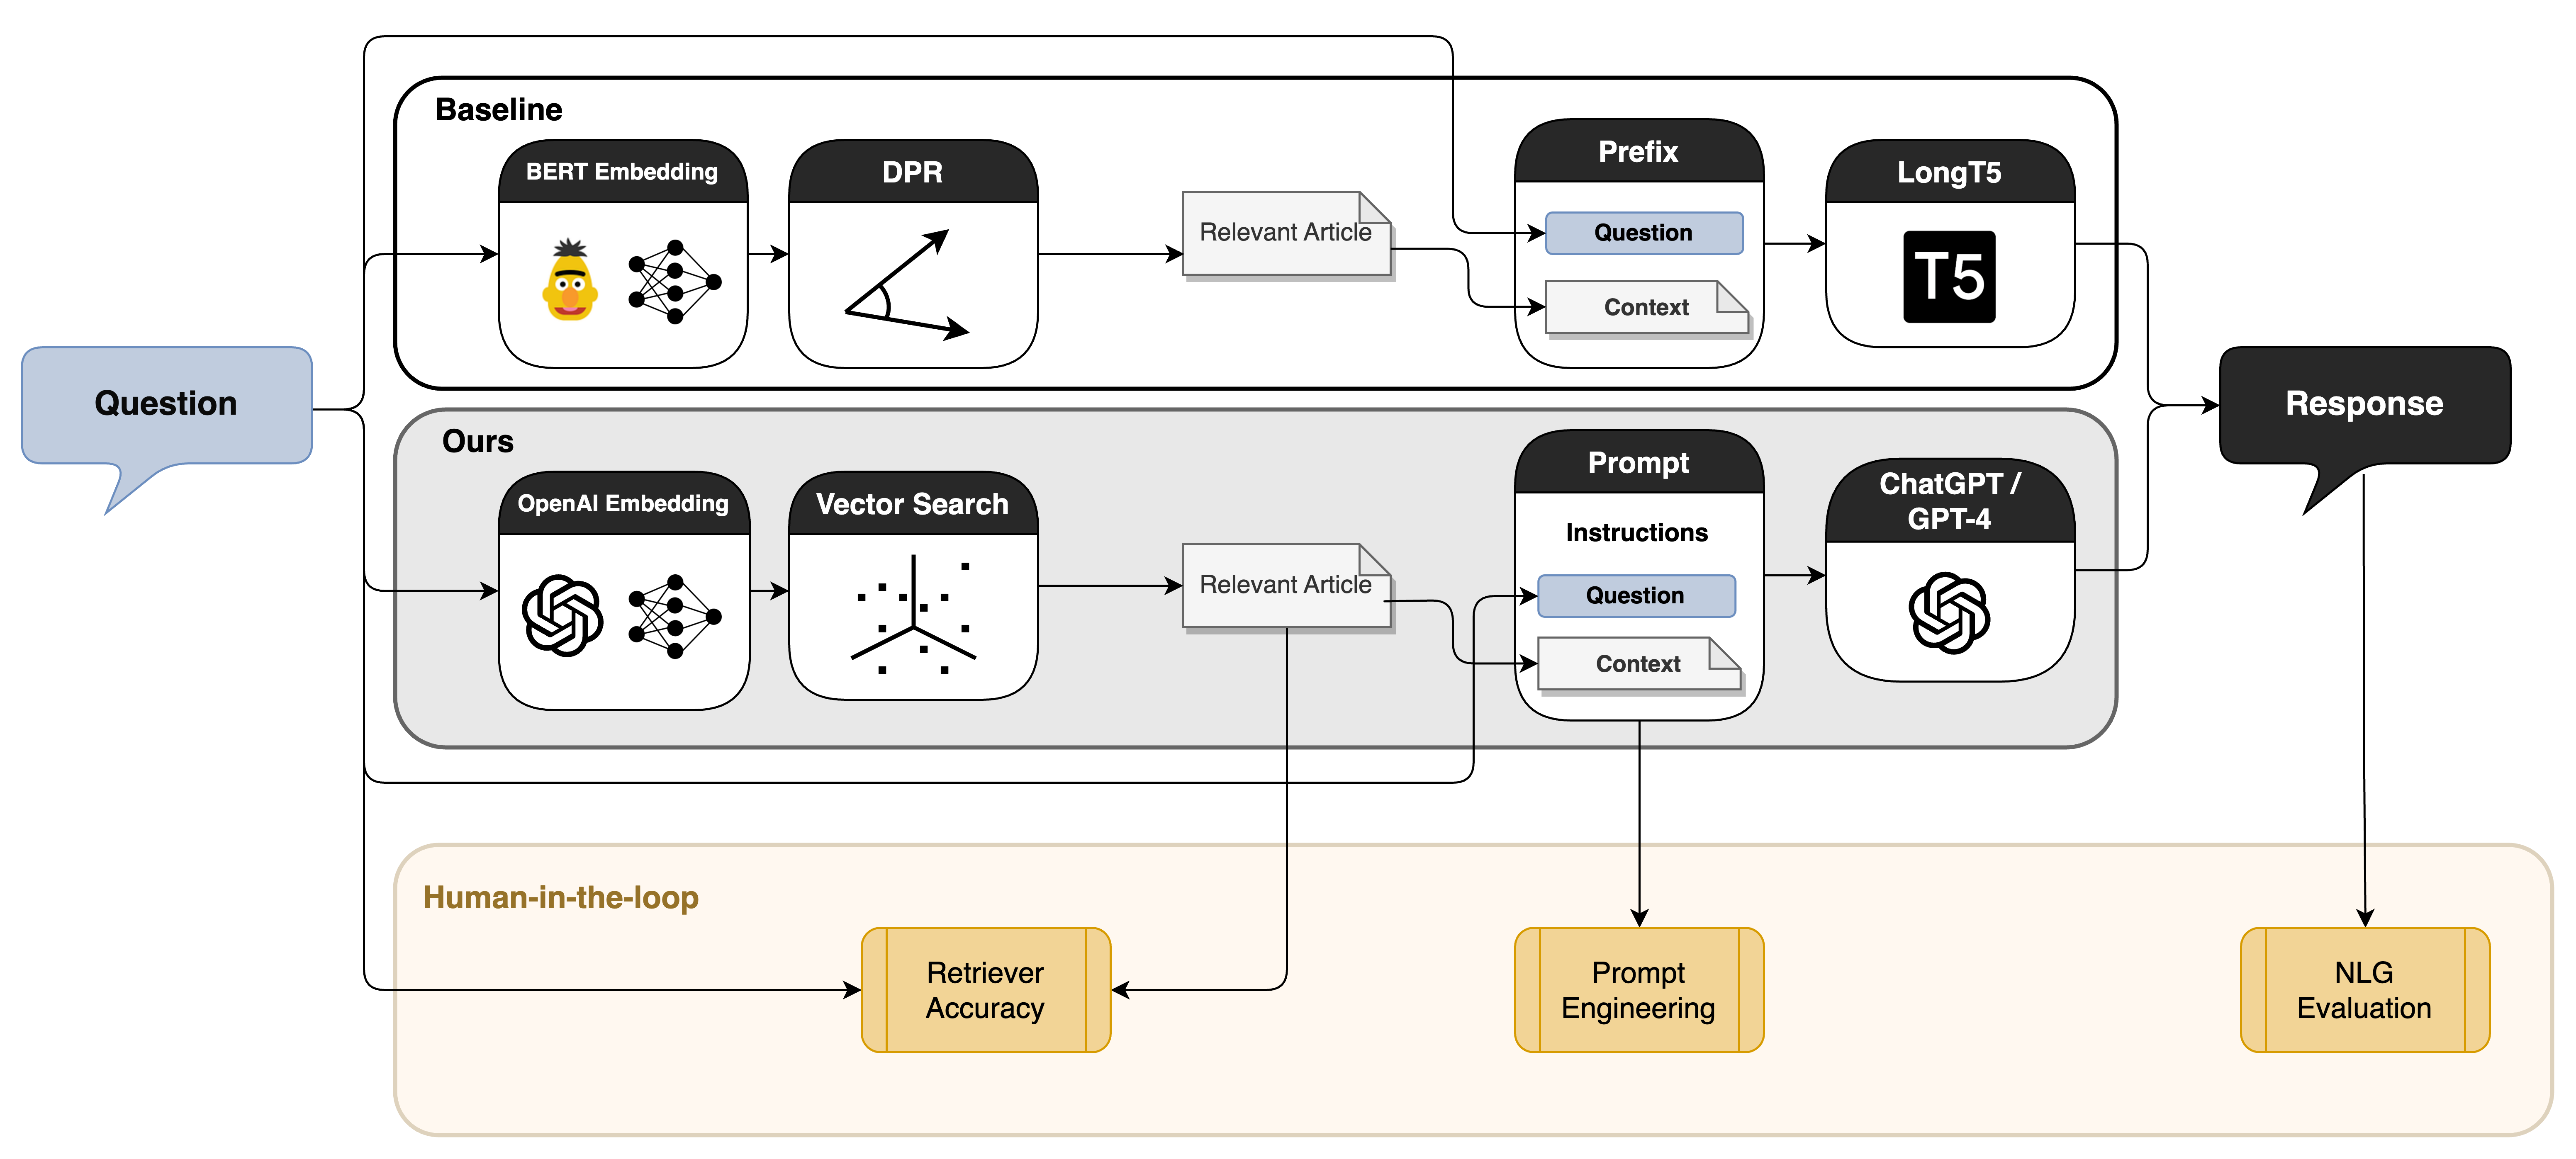 Baseline
BERT Embedding
DPR
Relevant Article
Prefix
Question
Context
LongT5
T5
Question
Response
Ours
OpenAI Embedding
Vector Search
Relevant Article
Prompt
Instructions
Question
Context
ChatGPT /
GPT-4
Human-in-the-loop
Retriever
Accuracy
Prompt
Engineering
NLG
Evaluation